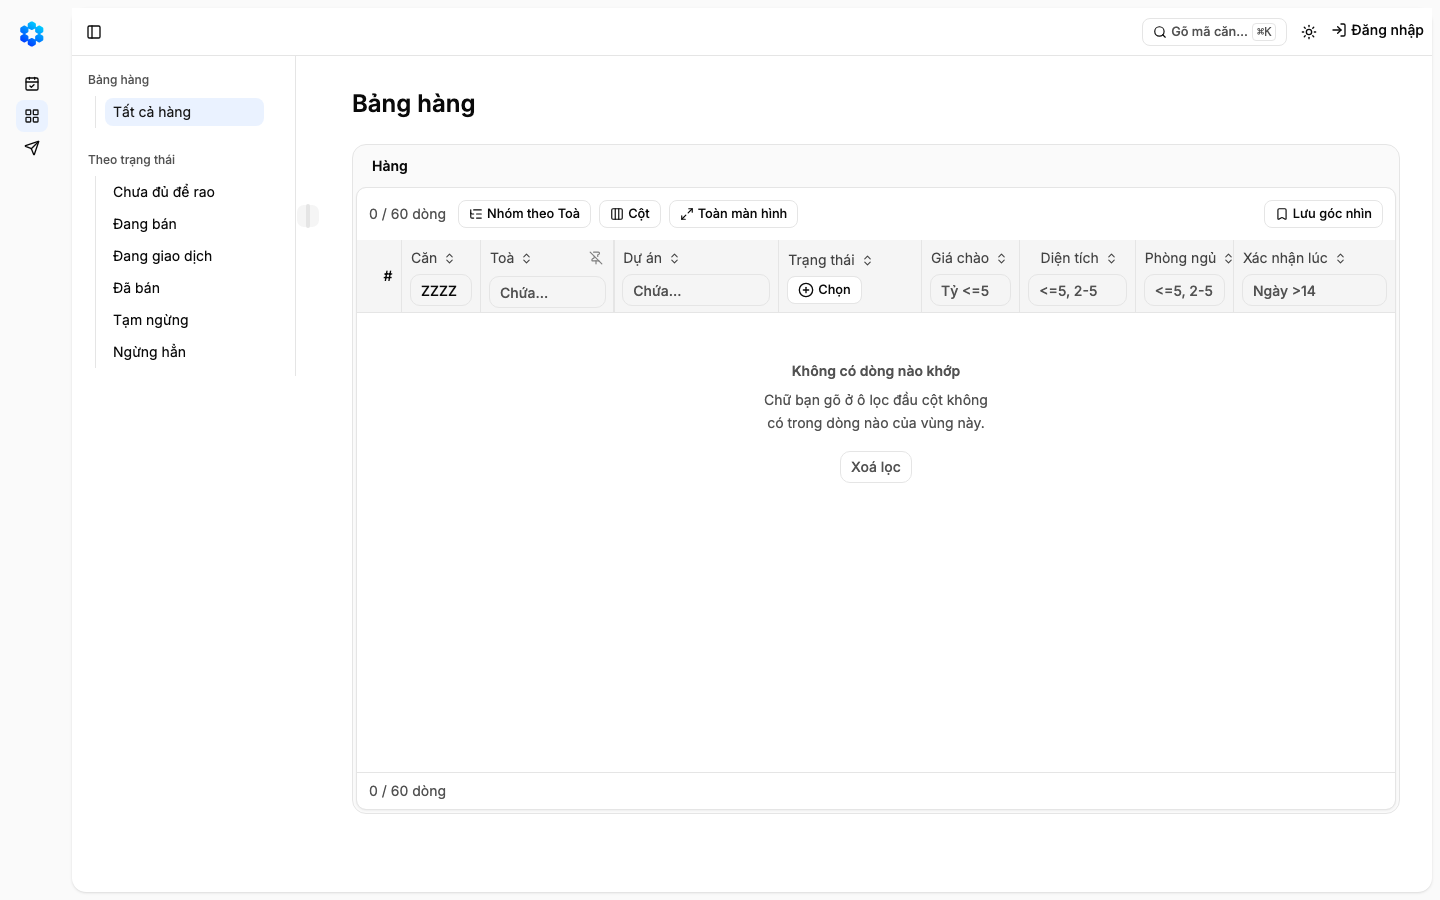 Gõ mã căn... ⌘K
Đăng nhập
Bảng hàng
Tất cả hàng
Theo trạng thái
Chưa đủ để rao
Đang bán
Đang giao dịch
Đã bán
Tạm ngừng
Ngừng hẳn
Bảng hàng
Hàng
0 / 60 dòng
Nhóm theo Toà
Cột
Toàn màn hình
Lưu góc nhìn
#
Căn
Toà
Dự án
Trạng thái
Giá chào
Diện tích
Phòng ngủ
Xác nhận lúc
ZZZZ
Chứa...
Chứa...
Chọn
Tỷ <=5
<=5, 2-5
<=5, 2-5
Ngày >14
Không có dòng nào khớp
Chữ bạn gõ ở ô lọc đầu cột không
có trong dòng nào của vùng này.
Xoá lọc
0 / 60 dòng